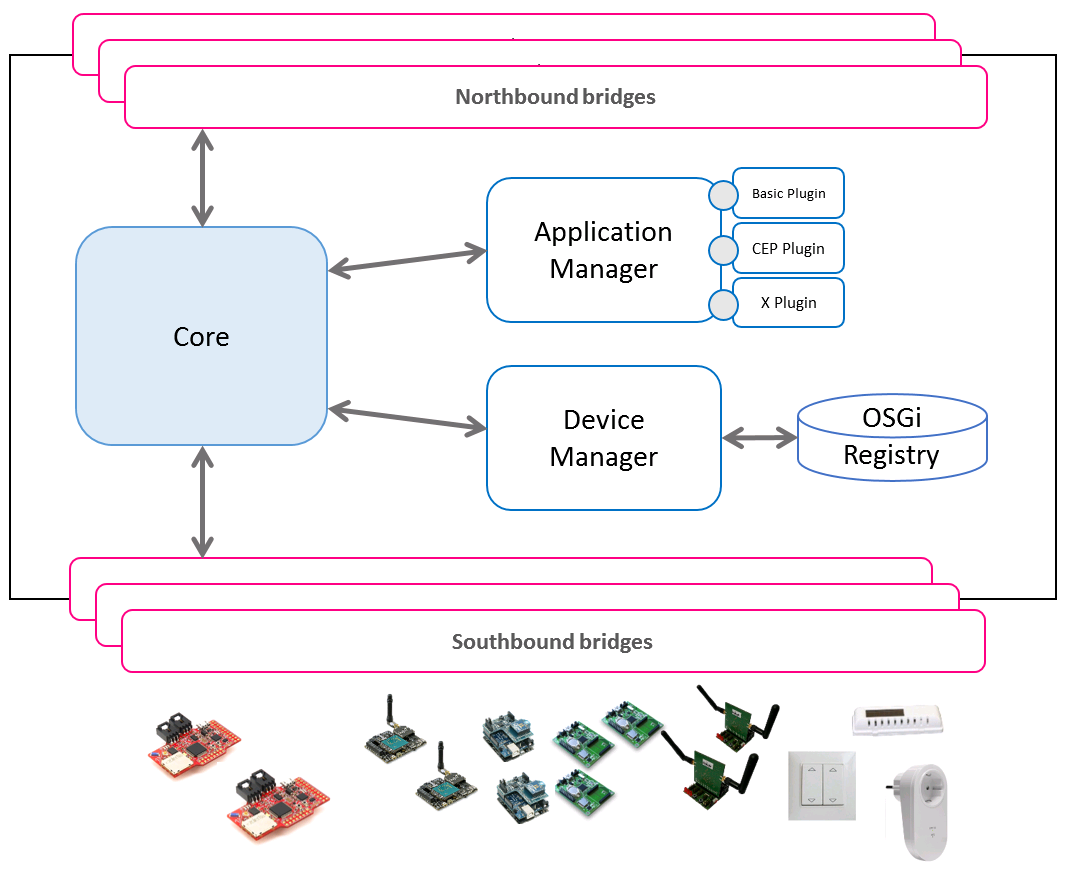 Northbound bridges
Basic Plugin
Application
Manager
CEP Plugin
X Plugin
Core
Device
Manager
OSGi
Registry
Southbound bridges